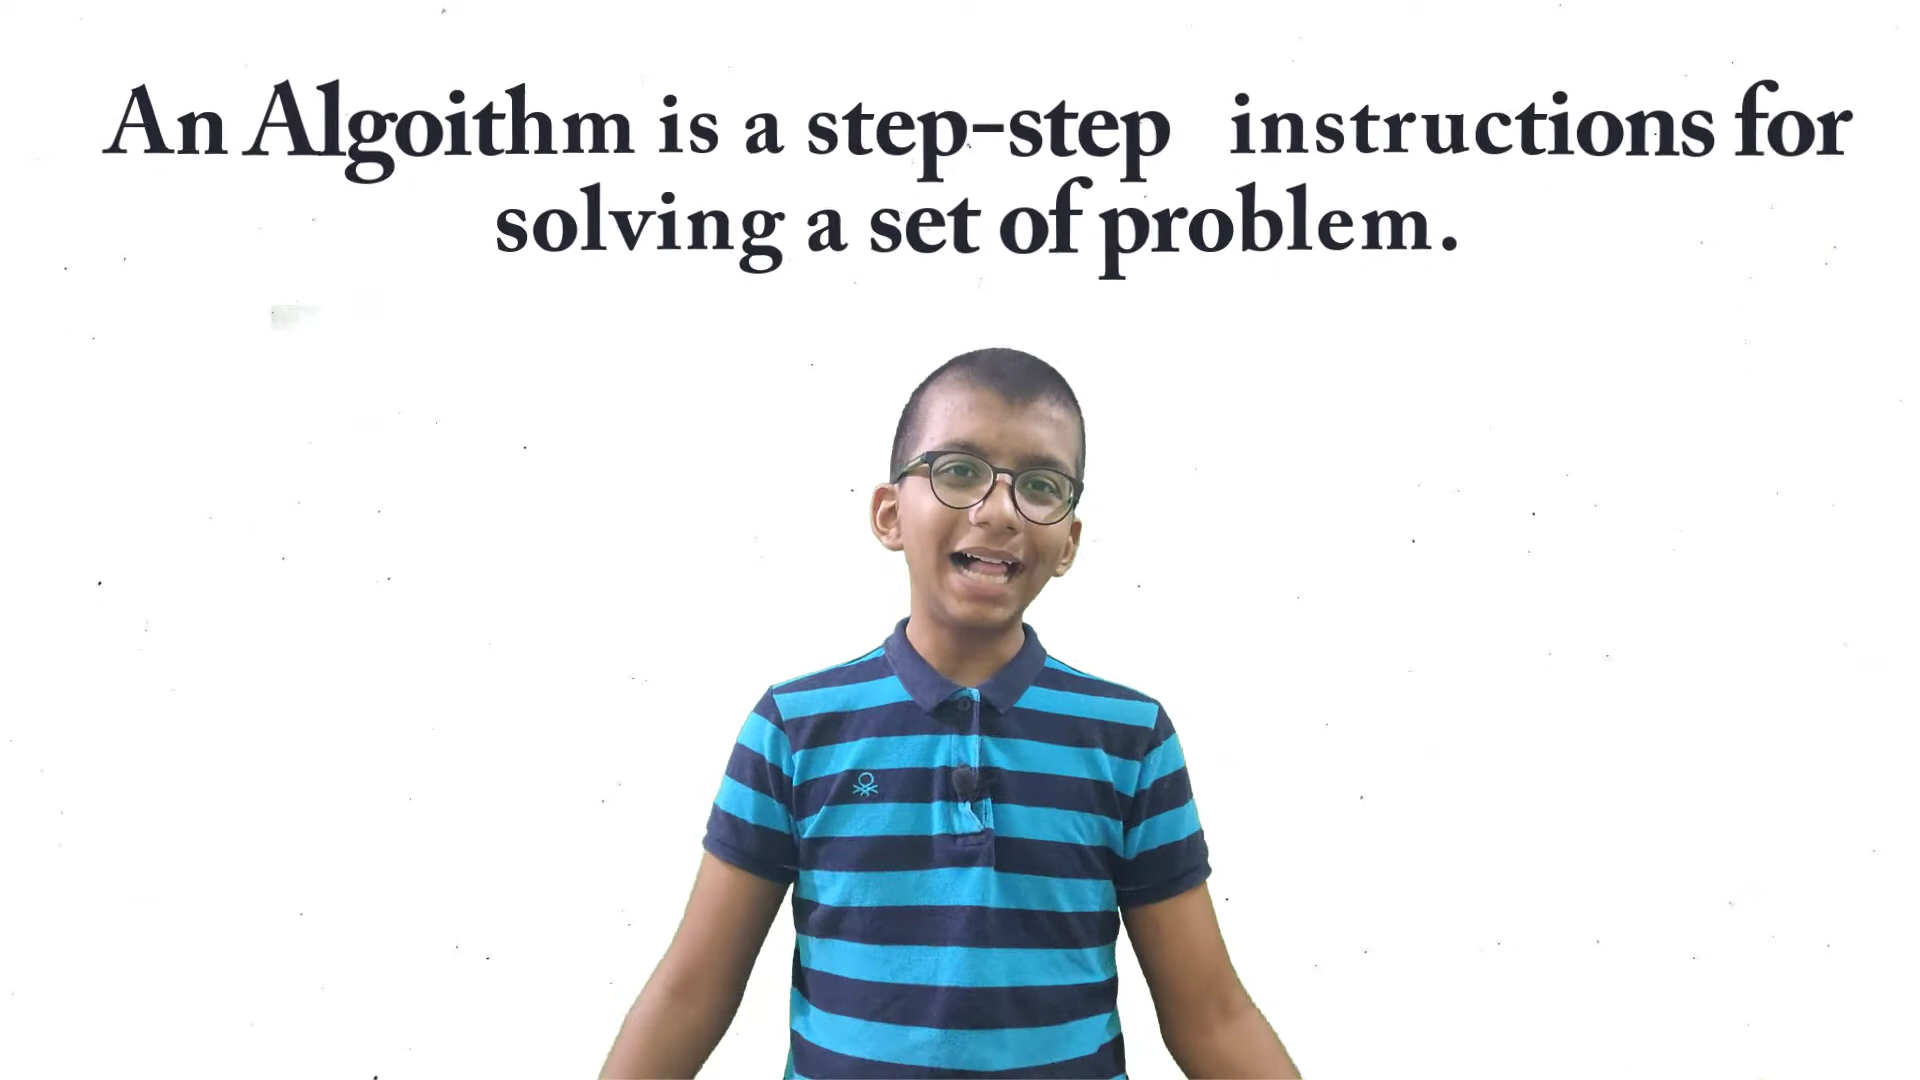 An Algoithm is a step-step instructions for
solving a set of problem.